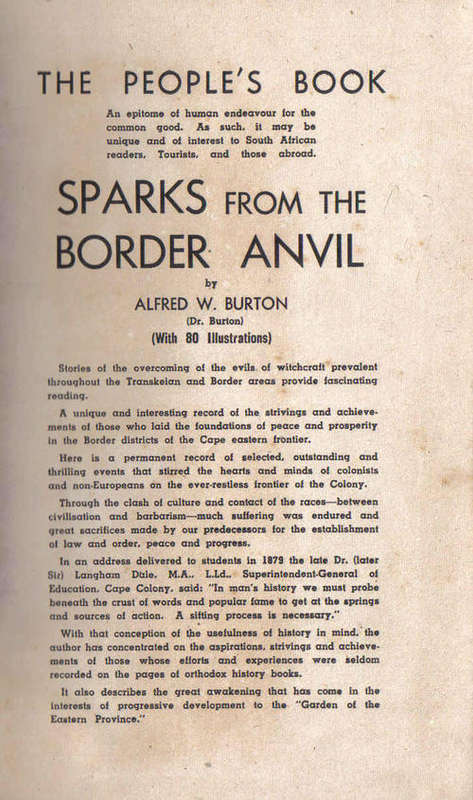 THE PEOPLE'S BOOK
An epitome of human endeavour for the
common good. As such, it may be
unique and of interest to South African
readers, Tourists, and those abroad.
SPARKS FROM THE
BORDER ANVIL
by
ALFRED W. BURTON
(Dr. Burton)
(With 80 Illustrations)
Stories of the overcoming of the evils of witchcraft prevalent
throughout the Transkeian and Border areas provide fascinating
reading.
A unique and interesting record of the strivings and achieve-
ments of those who laid the foundations of peace and prosperity
in the Border districts of the Cape eastern frontier.
Here is a permanent record of selected, outstanding and
thrilling events that stirred the hearts and minds of colonists
and non-Europeans on the ever-restless frontier of the Colony.
Through the clash of culture and contact of the races—between
civilisation and barbarism—much suffering was endured and
great sacrifices made by our predecessors for the establishment
of law and order, peace and progress.
In an address delivered to students in 1879 the late Dr. (later
Sir) Langham Dale, M.A., L.Ld., Superintendent-General of
Education, Cape Colony, said: "In man's history we must probe
beneath the crust of words and popular fame to get at the springs
and sources of action. A sifting process is necessary."
With that conception of the usefulness of history in mind, the
author has concentrated on the aspirations, strivings and achieve-
ments of those whose efforts and experiences were seldom
recorded on the pages of orthodox history books.
It also describes the great awakening that has come in the
interests of progressive development to the "Garden of the
Eastern Province."